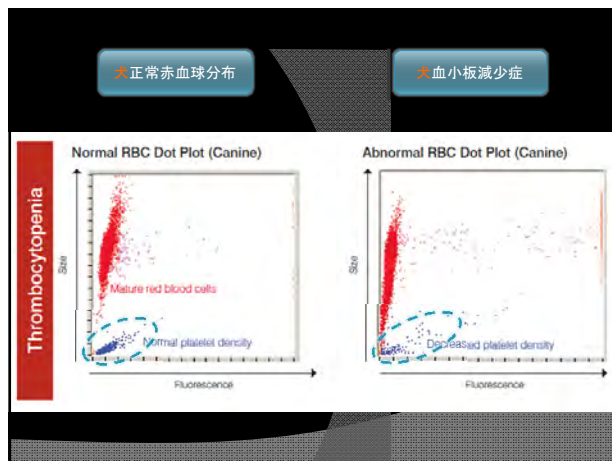 犬正常赤血球分布
犬血小板減少症
Thrombocytopenia
Normal RBC Dot Plot (Canine)
Size
Mature red blood cells
Normal platelet density
Fluorescence
Abnormal RBC Dot Plot (Canine)
Size
Decreased platelet density
Fluorescence